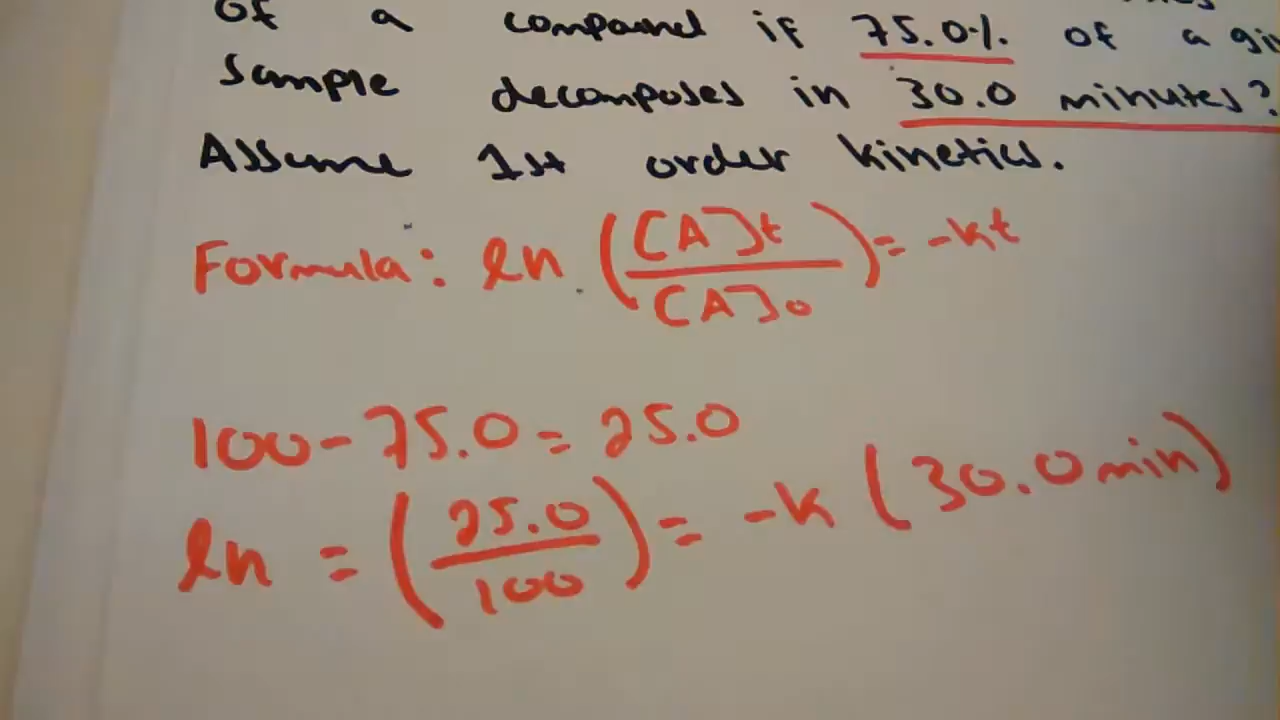 of a compound if 75.0% of a
Sample decomposes in 30.0 minutes?
Assume 1st order kinetics.
Formula: ln ([A]t / [A]0) = -kt
100 - 75.0 = 25.0
ln = (25.0 / 100) = -k (30.0 min)